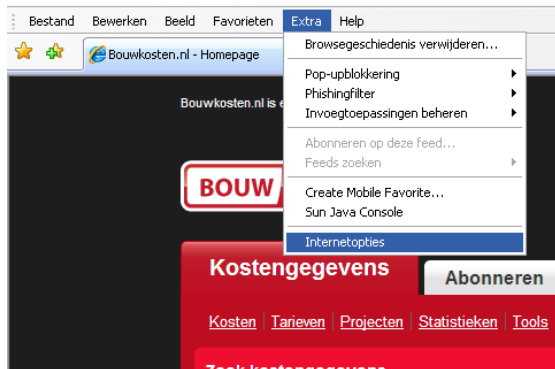 Bestand Bewerken Beeld Favorieten Extra Help
Bouwkosten.nl - Homepage
Browsegeschiedenis verwijderen...
Pop-upblokkering
Phishingfilter
Invoegtoepassingen beheren
Abonneren op deze feed...
Feeds zoeken
Create Mobile Favorite...
Sun Java Console
Internetopties
Bouwkosten.nl is
BOUW
Kostengegevens
Abonneren
Kosten Tarieven Projecten Statistieken Tools